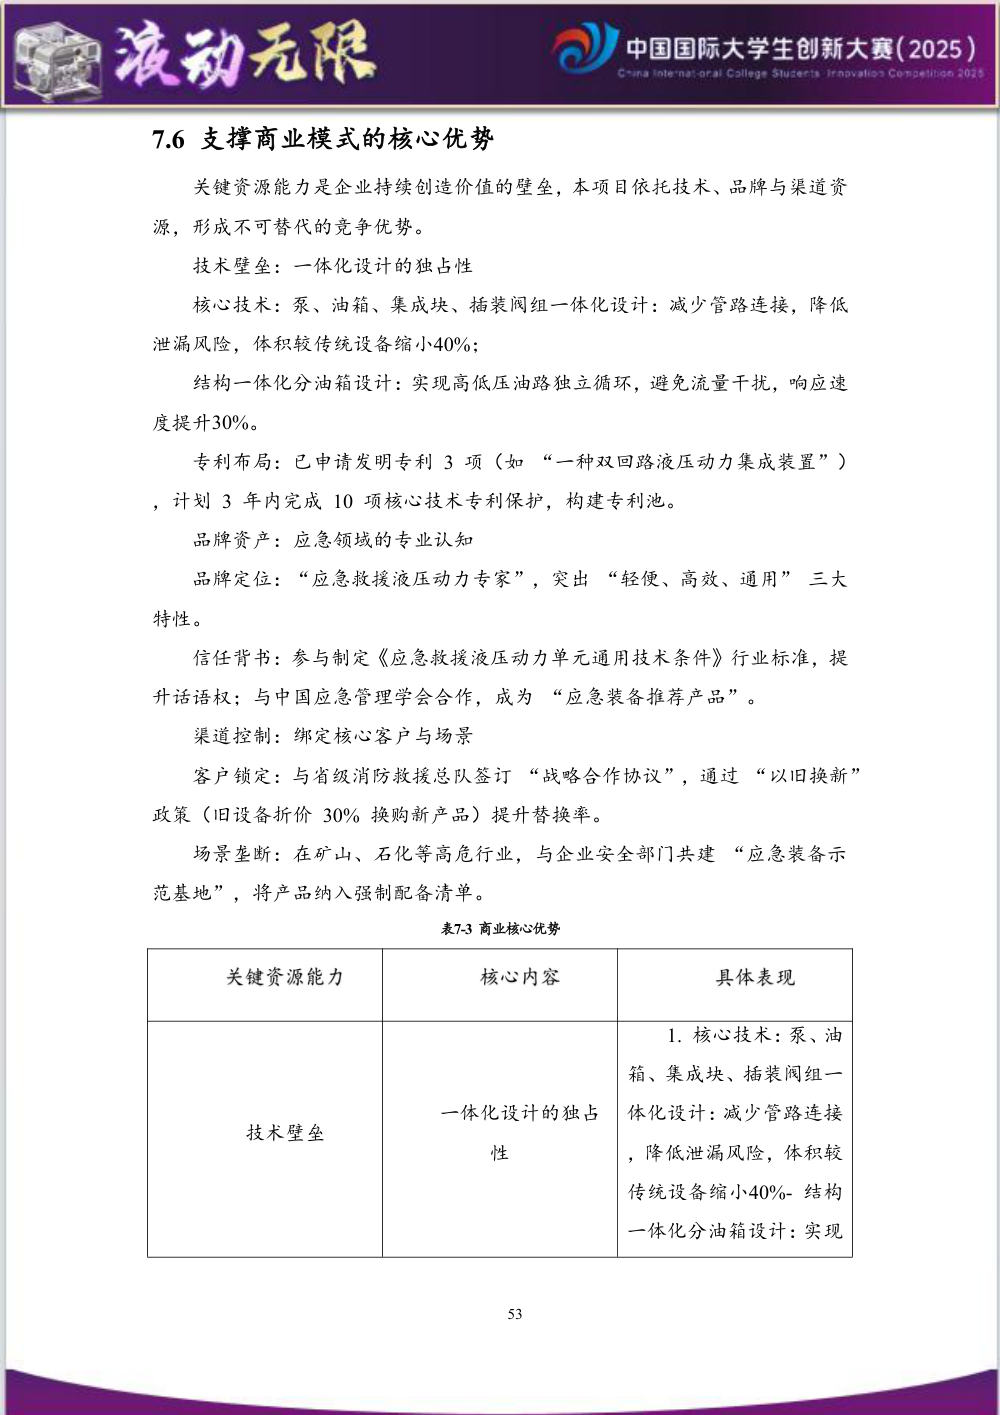 液动无限
中国国际大学生创新大赛(2025)
China International College Students Innovation Competition 2025
7.6 支撑商业模式的核心优势
关键资源能力是企业持续创造价值的壁垒，本项目依托技术、品牌与渠道资
源，形成不可替代的竞争优势。
技术壁垒：一体化设计的独占性
核心技术：泵、油箱、集成块、插装阀组一体化设计：减少管路连接，降低
泄漏风险，体积较传统设备缩小40%；
结构一体化分油箱设计：实现高低压油路独立循环，避免流量干扰，响应速
度提升30%。
专利布局：已申请发明专利 3 项（如 “一种双回路液压动力集成装置”）
，计划 3 年内完成 10 项核心技术专利保护，构建专利池。
品牌资产：应急领域的专业认知
品牌定位：“应急救援液压动力专家”，突出 “轻便、高效、通用” 三大
特性。
信任背书：参与制定《应急救援液压动力单元通用技术条件》行业标准，提
升话语权；与中国应急管理学会合作，成为 “应急装备推荐产品”。
渠道控制：绑定核心客户与场景
客户锁定：与省级消防救援总队签订 “战略合作协议”，通过 “以旧换新”
政策（旧设备折价 30% 换购新产品）提升替换率。
场景垄断：在矿山、石化等高危行业，与企业安全部门共建 “应急装备示
范基地”，将产品纳入强制配备清单。
表7-3 商业核心优势
关键资源能力 核心内容 具体表现
技术壁垒
一体化设计的独占
性
1. 核心技术：泵、油
箱、集成块、插装阀组一
体化设计：减少管路连接
，降低泄漏风险，体积较
传统设备缩小40%- 结构
一体化分油箱设计：实现
53